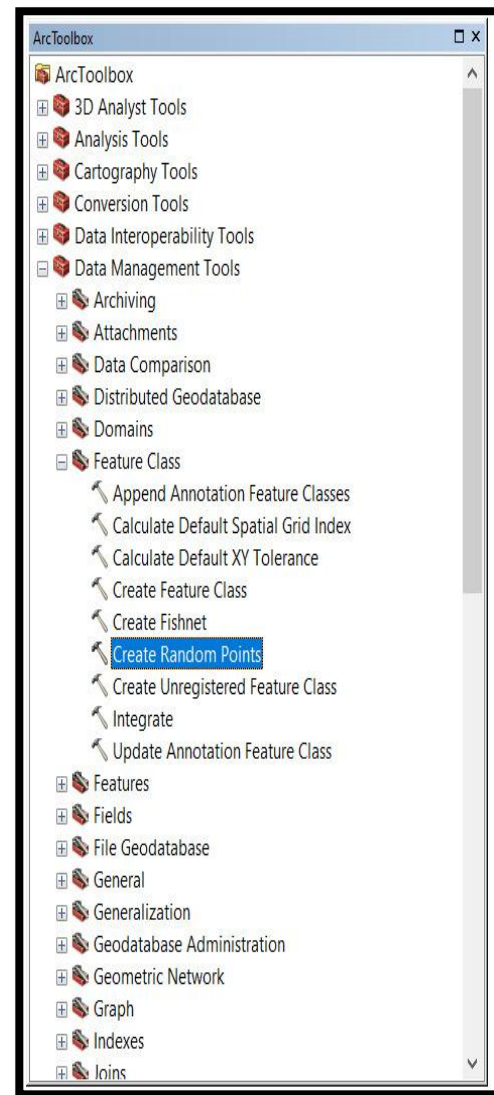 ArcToolbox
ArcToolbox
3D Analyst Tools
Analysis Tools
Cartography Tools
Conversion Tools
Data Interoperability Tools
Data Management Tools
Archiving
Attachments
Data Comparison
Distributed Geodatabase
Domains
Feature Class
Append Annotation Feature Classes
Calculate Default Spatial Grid Index
Calculate Default XY Tolerance
Create Feature Class
Create Fishnet
Create Random Points
Create Unregistered Feature Class
Integrate
Update Annotation Feature Class
Features
Fields
File Geodatabase
General
Generalization
Geodatabase Administration
Geometric Network
Graph
Indexes
Joins